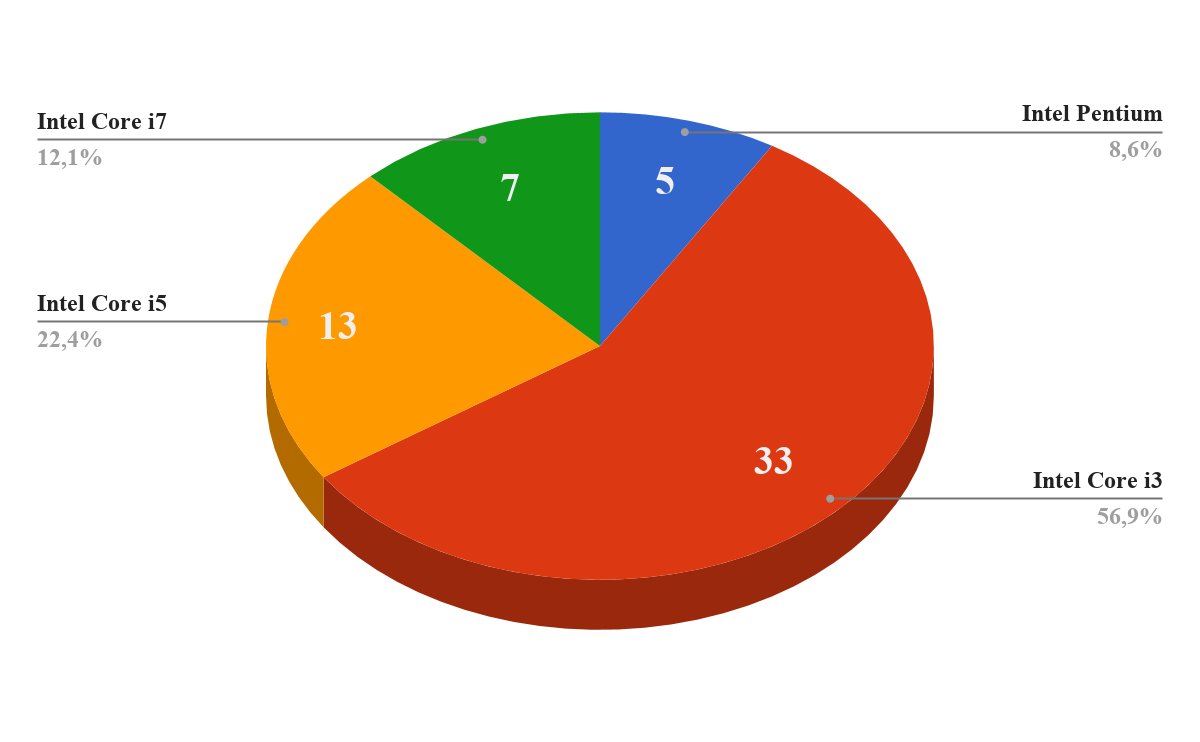 Intel Core i7
12,1%
Intel Pentium
8,6%
7
5
Intel Core i5
22,4%
13
33
Intel Core i3
56,9%